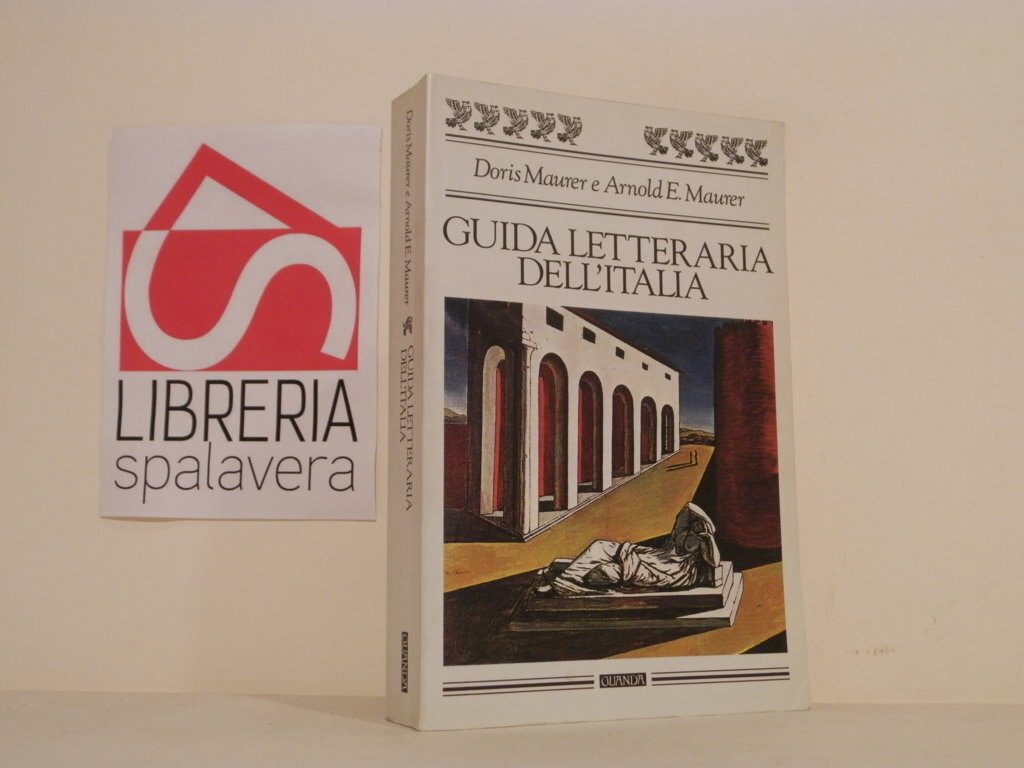 LIBRERIA
spalavera
Doris Maurer e Arnold E. Maurer
GUIDA LETTERARIA
DELL'ITALIA
GUANDA
Doris Maurer e Arnold E. Maurer
GUIDA LETTERARIA
DELL'ITALIA
GUANDA